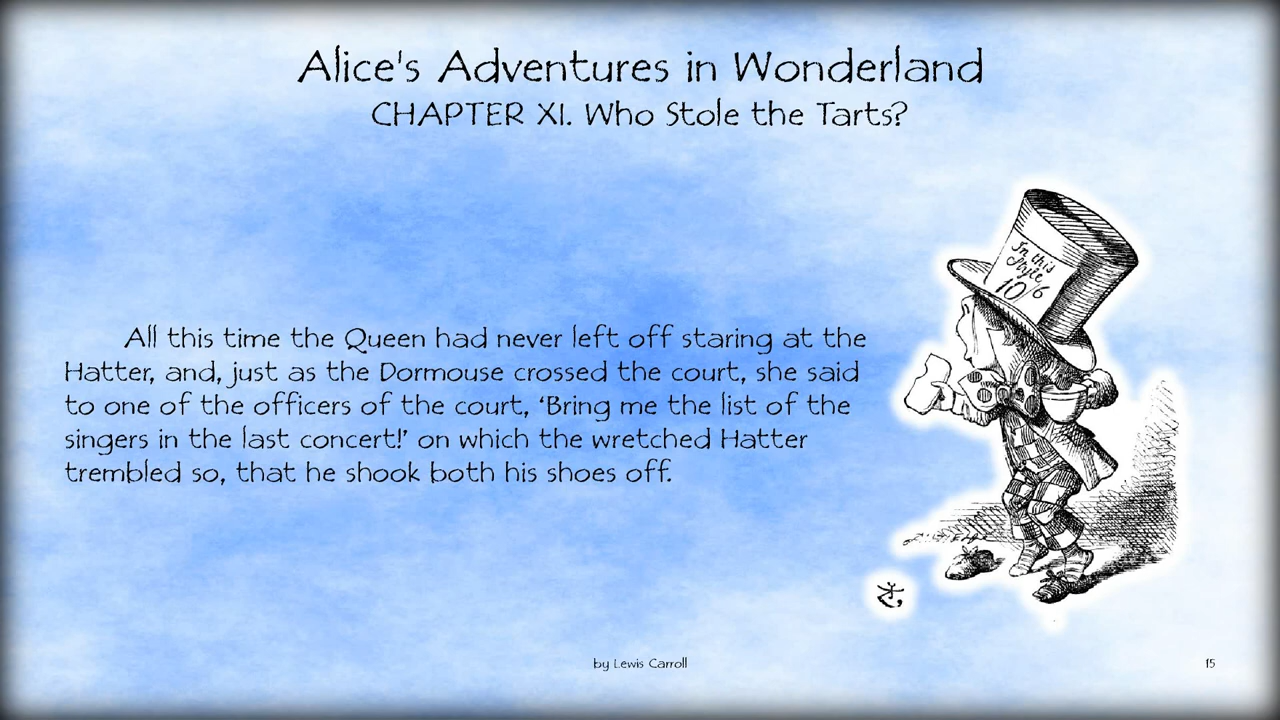 Alice's Adventures in Wonderland
CHAPTER XI. Who Stole the Tarts?
In this
Style
10/6
All this time the Queen had never left off staring at the
Hatter, and, just as the Dormouse crossed the court, she said
to one of the officers of the court, ‘Bring me the list of the
singers in the last concert!’ on which the wretched Hatter
trembled so, that he shook both his shoes off.
by Lewis Carroll
15